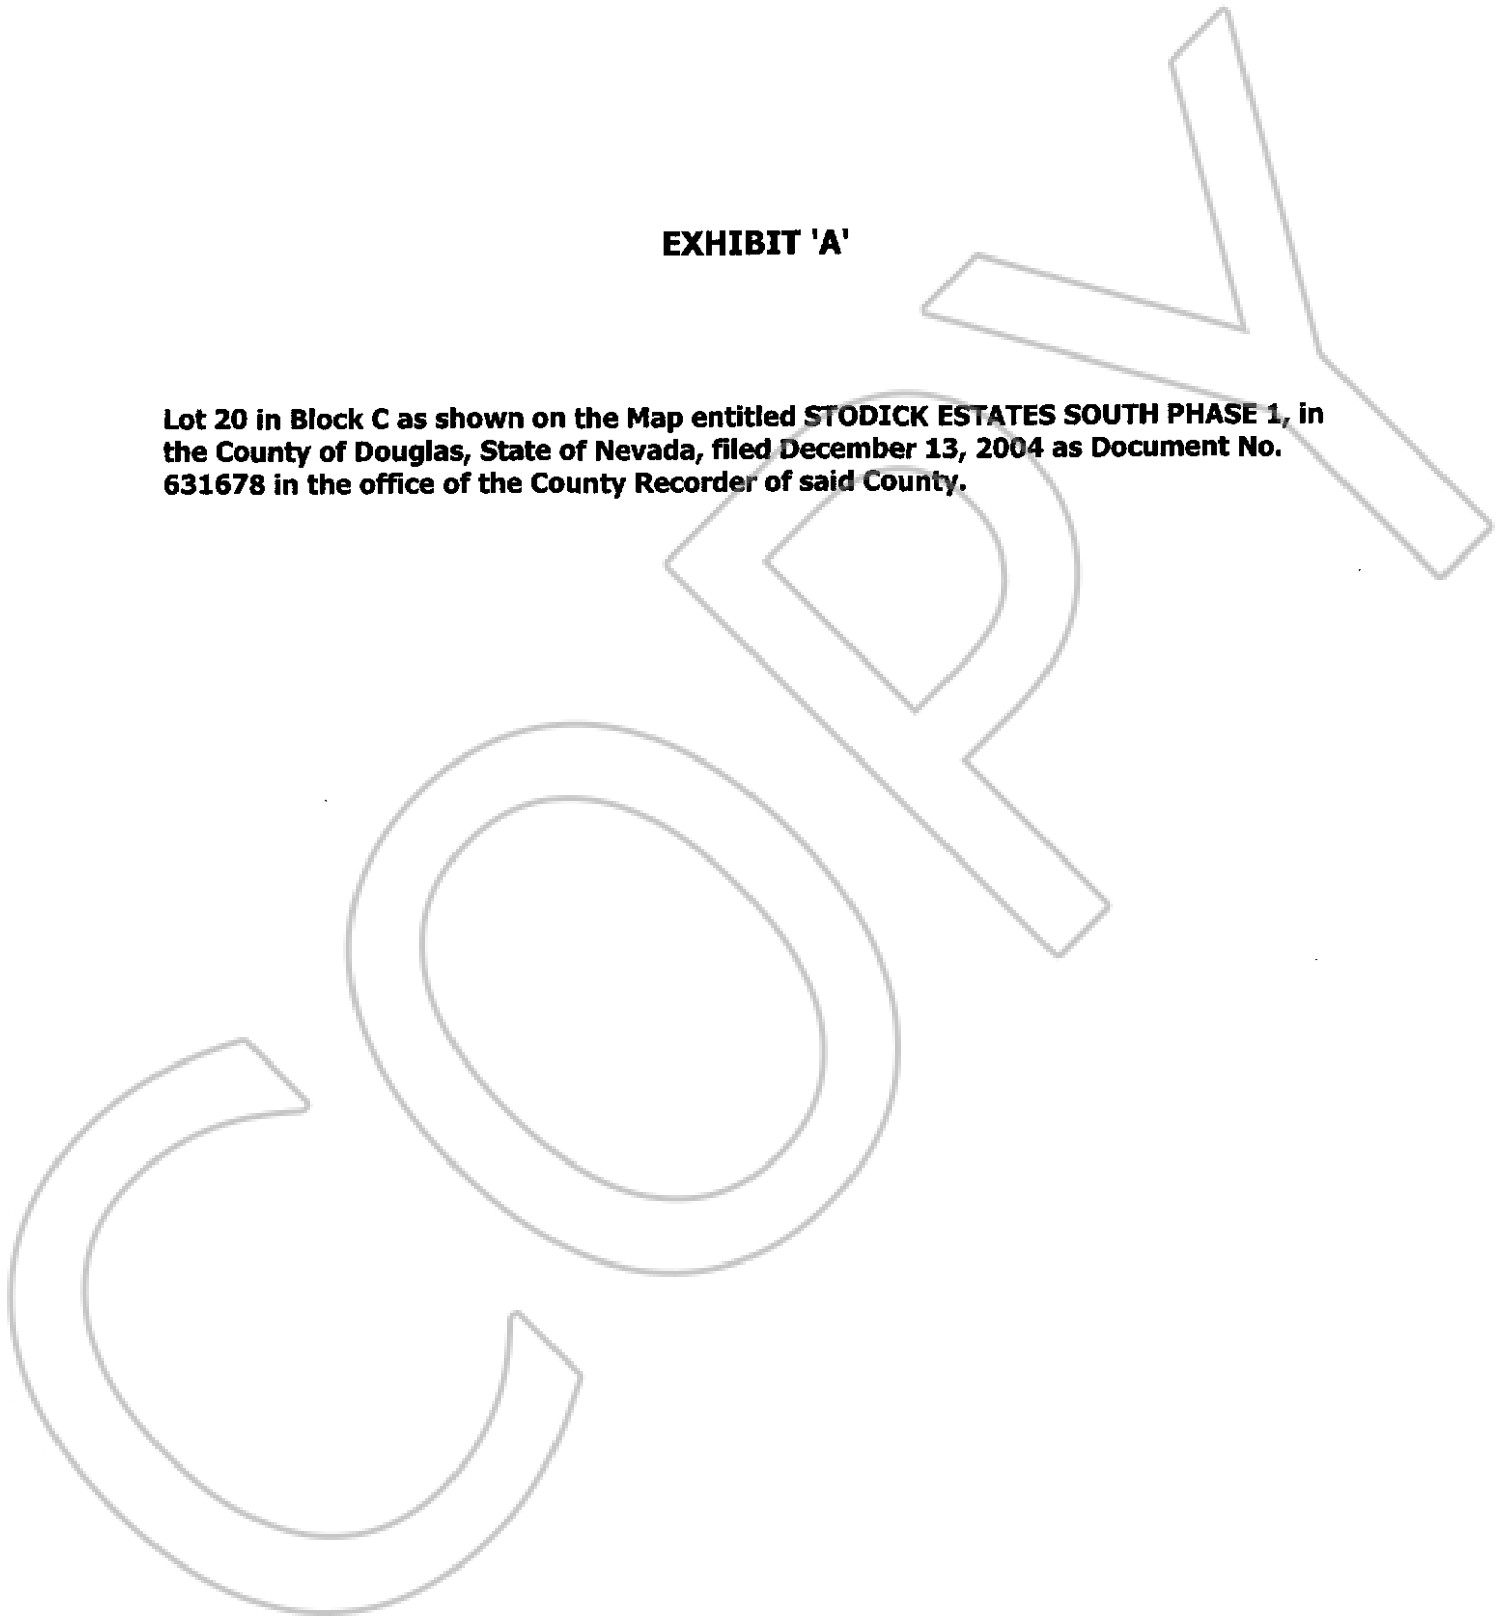 EXHIBIT 'A'
Lot 20 in Block C as shown on the Map entitled STODICK ESTATES SOUTH PHASE 1, in
the County of Douglas, State of Nevada, filed December 13, 2004 as Document No.
631678 in the office of the County Recorder of said County.
COPY